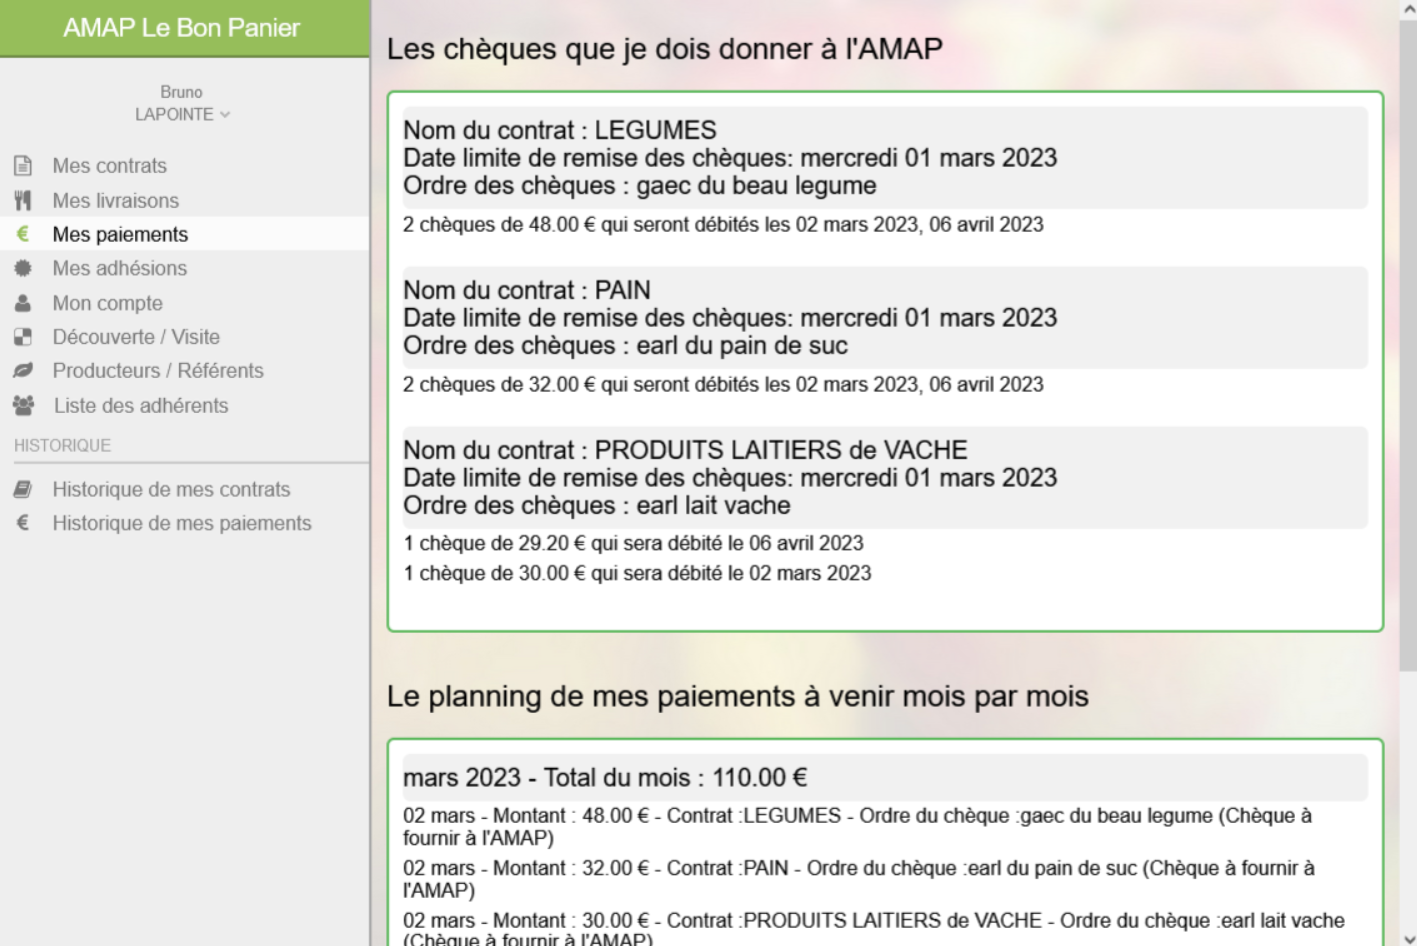 AMAP Le Bon Panier
Bruno
LAPOINTE
Mes contrats
Mes livraisons
Mes paiements
Mes adhésions
Mon compte
Découverte / Visite
Producteurs / Référents
Liste des adhérents
HISTORIQUE
Historique de mes contrats
Historique de mes paiements
Les chèques que je dois donner à l'AMAP
Nom du contrat : LEGUMES
Date limite de remise des chèques: mercredi 01 mars 2023
Ordre des chèques : gaec du beau legume
2 chèques de 48.00 € qui seront débités les 02 mars 2023, 06 avril 2023
Nom du contrat : PAIN
Date limite de remise des chèques: mercredi 01 mars 2023
Ordre des chèques : earl du pain de suc
2 chèques de 32.00 € qui seront débités les 02 mars 2023, 06 avril 2023
Nom du contrat : PRODUITS LAITIERS de VACHE
Date limite de remise des chèques: mercredi 01 mars 2023
Ordre des chèques : earl lait vache
1 chèque de 29.20 € qui sera débité le 06 avril 2023
1 chèque de 30.00 € qui sera débité le 02 mars 2023
Le planning de mes paiements à venir mois par mois
mars 2023 - Total du mois : 110.00 €
02 mars - Montant : 48.00 € - Contrat :LEGUMES - Ordre du chèque :gaec du beau legume (Chèque à
fournir à l'AMAP)
02 mars - Montant : 32.00 € - Contrat :PAIN - Ordre du chèque :earl du pain de suc (Chèque à fournir à
l'AMAP)
02 mars - Montant : 30.00 € - Contrat :PRODUITS LAITIERS de VACHE - Ordre du chèque :earl lait vache
(Chèque à fournir à l'AMAP)